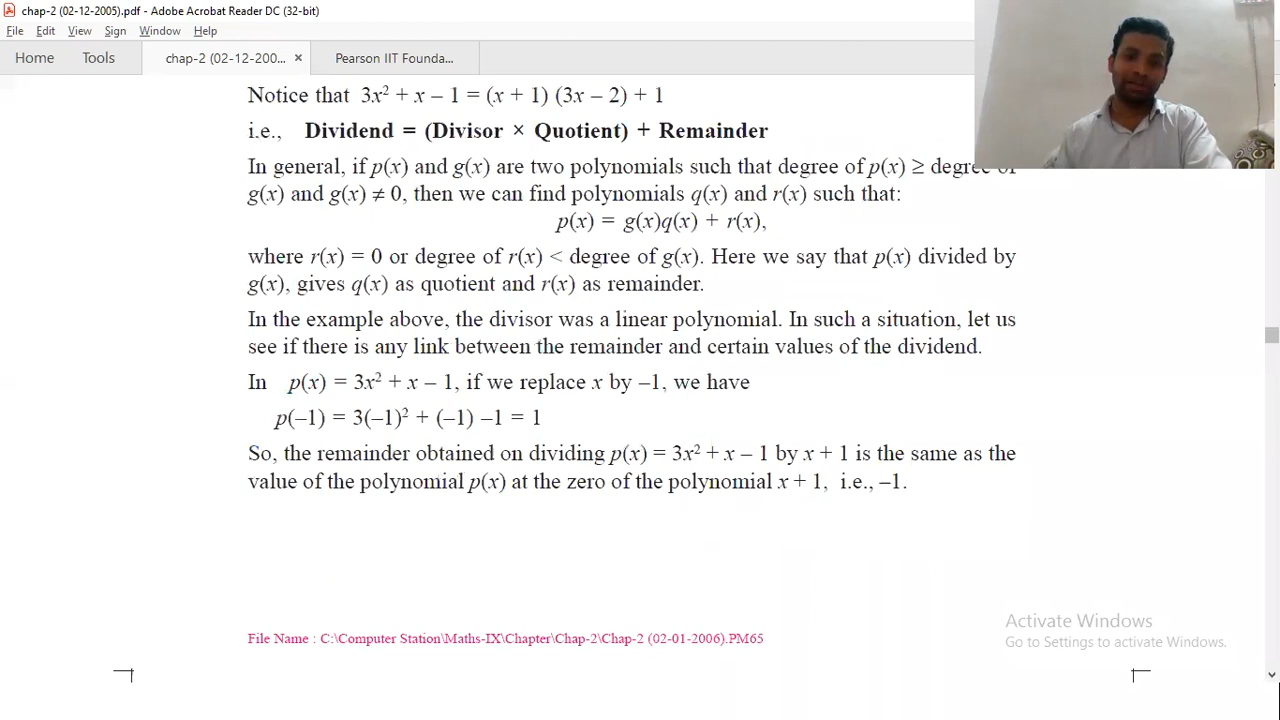 chap-2 (02-12-2005).pdf - Adobe Acrobat Reader DC (32-bit)
File Edit View Sign Window Help
Home Tools chap-2 (02-12-200... × Pearson IIT Founda...
Notice that 3x² + x – 1 = (x + 1) (3x – 2) + 1
i.e., Dividend = (Divisor × Quotient) + Remainder
In general, if p(x) and g(x) are two polynomials such that degree of p(x) ≥ degree of
g(x) and g(x) ≠ 0, then we can find polynomials q(x) and r(x) such that:
p(x) = g(x)q(x) + r(x),
where r(x) = 0 or degree of r(x) < degree of g(x). Here we say that p(x) divided by
g(x), gives q(x) as quotient and r(x) as remainder.
In the example above, the divisor was a linear polynomial. In such a situation, let us
see if there is any link between the remainder and certain values of the dividend.
In p(x) = 3x² + x – 1, if we replace x by –1, we have
p(–1) = 3(–1)² + (–1) –1 = 1
So, the remainder obtained on dividing p(x) = 3x² + x – 1 by x + 1 is the same as the
value of the polynomial p(x) at the zero of the polynomial x + 1, i.e., –1.
Activate Windows
Go to Settings to activate Windows.
File Name : C:\Computer Station\Maths-IX\Chapter\Chap-2\Chap-2 (02-01-2006).PM65